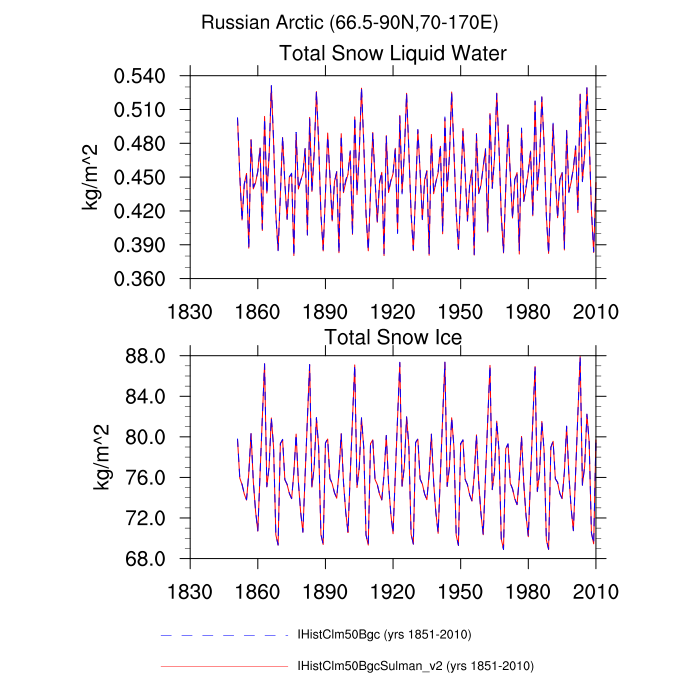 Russian Arctic (66.5-90N,70-170E)
Total Snow Liquid Water
0.540
0.510
0.480
0.450
0.420
0.390
0.360
kg/m^2
1830 1860 1890 1920 1950 1980 2010
Total Snow Ice
88.0
84.0
80.0
76.0
72.0
68.0
kg/m^2
1830 1860 1890 1920 1950 1980 2010
IHistClm50Bgc (yrs 1851-2010)
IHistClm50BgcSulman_v2 (yrs 1851-2010)